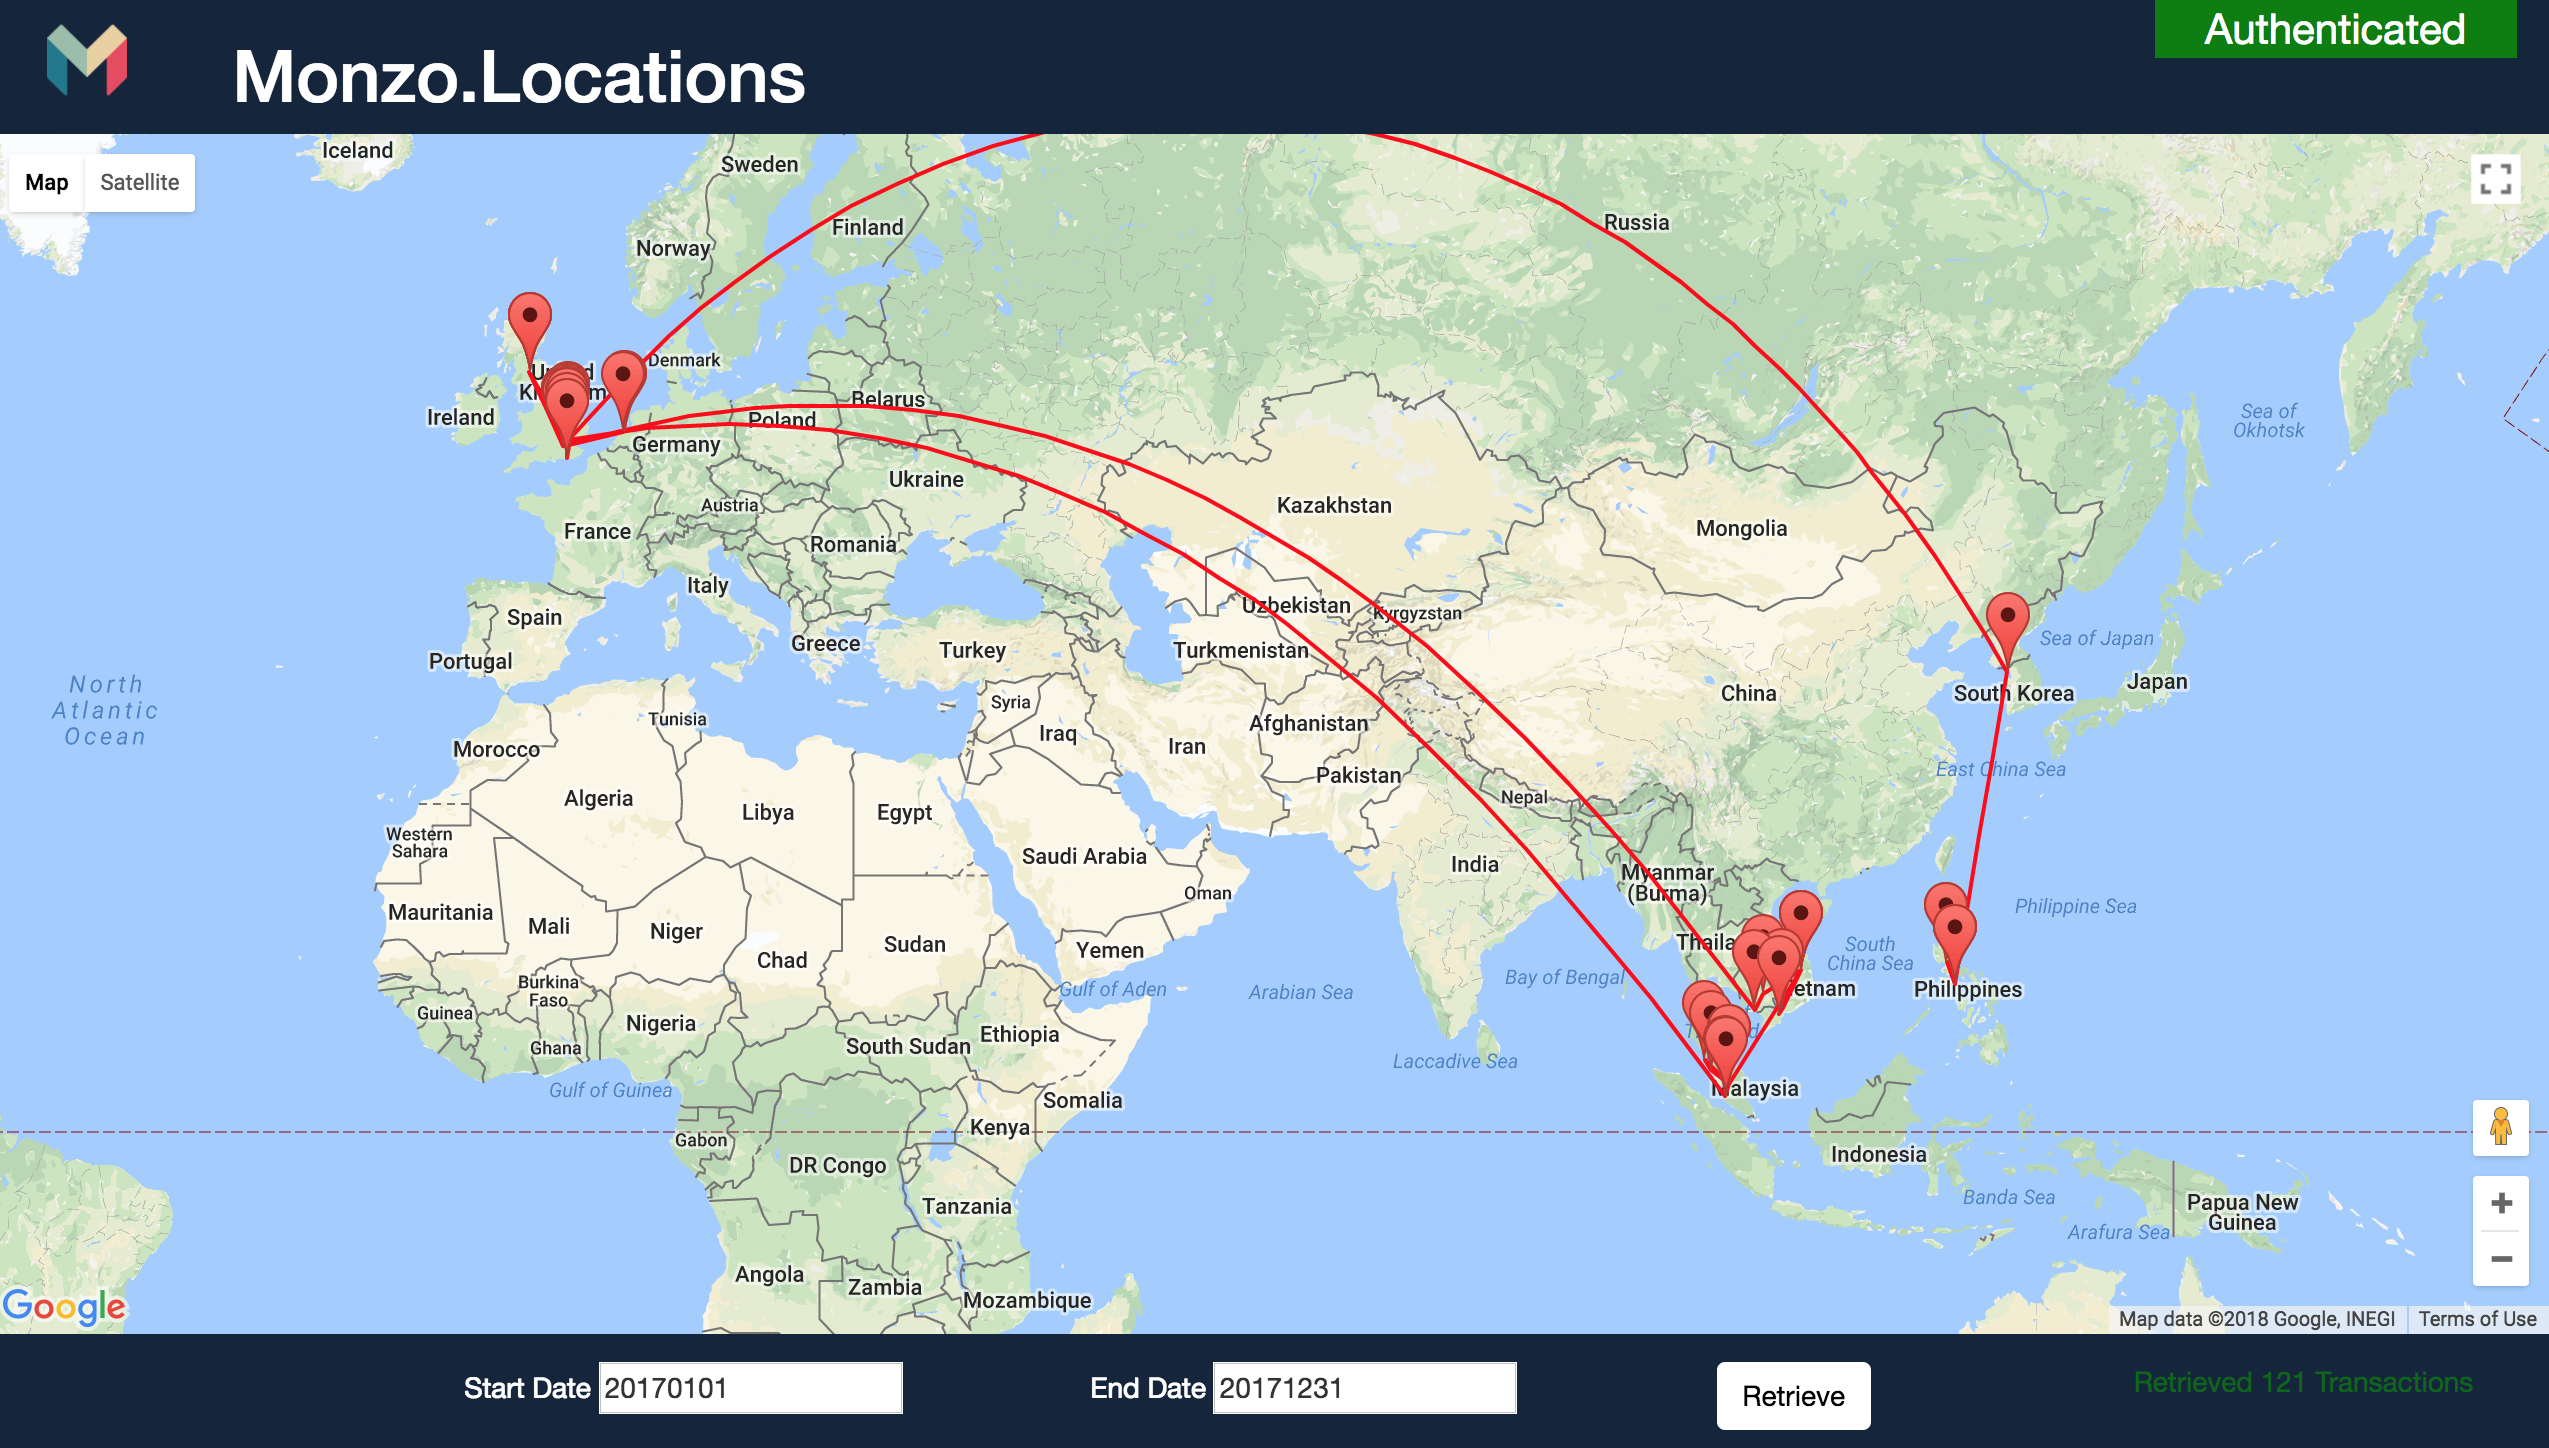 Authenticated
Monzo.Locations
Map
Satellite
Iceland
Sweden
Finland
Norway
Russia
Denmark
Ireland
Belarus
Poland
Germany
Sea of
Okhotsk
Ukraine
Austria
Kazakhstan
France
Mongolia
Romania
Italy
Uzbekistan
Kyrgyzstan
Spain
Greece
Turkey
Turkmenistan
Sea of Japan
Portugal
North
Atlantic
Ocean
Syria
China
South Korea
Japan
Tunisia
Afghanistan
Iraq
Iran
Morocco
Pakistan
East China Sea
Algeria
Libya
Egypt
Nepal
Western
Sahara
Saudi Arabia
India
Myanmar
(Burma)
Oman
Mauritania
Mali
Niger
Philippine Sea
Sudan
Chad
Yemen
Thaila
South
China Sea
Burkina
Faso
Gulf of Aden
Arabian Sea
Bay of Bengal
etnam
Philippines
Guinea
Nigeria
Ethiopia
Ghana
South Sudan
Laccadive Sea
Gulf of Guinea
Malaysia
Somalia
Kenya
Gabon
DR Congo
Indonesia
Tanzania
Banda Sea
Papua New
Guinea
Arafura Sea
Angola
Zambia
Mozambique
Google
Map data ©2018 Google, INEGI
Terms of Use
Start Date 20170101
End Date 20171231
Retrieve
Retrieved 121 Transactions